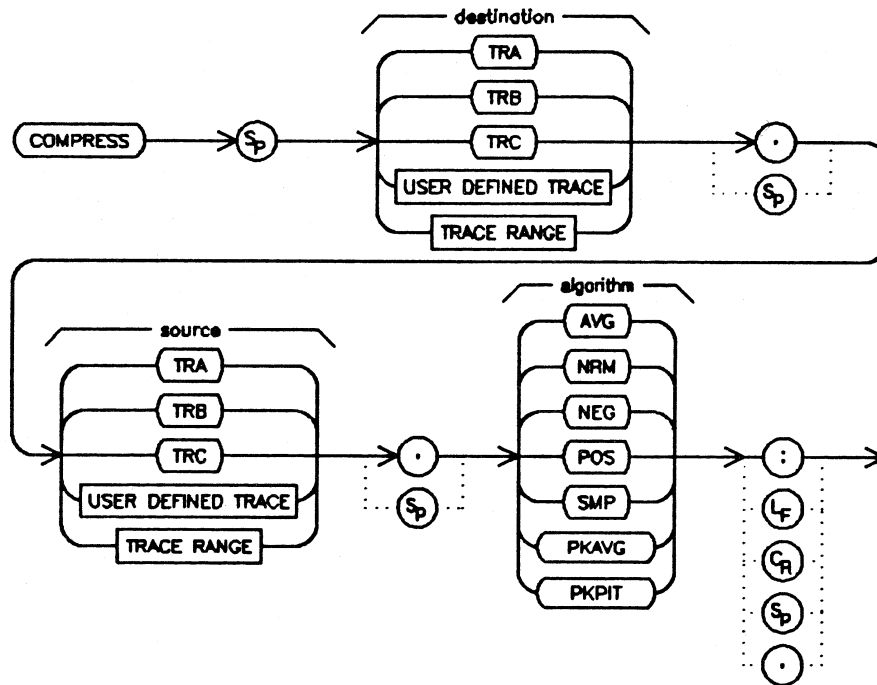 destination
TRA
TRB
COMPRESS
Sp
TRC
,
USER DEFINED TRACE
Sp
TRACE RANGE
source
algorithm
TRA
AVG
TRB
NRM
NEG
TRC
,
POS
;
USER DEFINED TRACE
Sp
SMP
LF
TRACE RANGE
PKAVG
CR
PKPIT
Sp
,